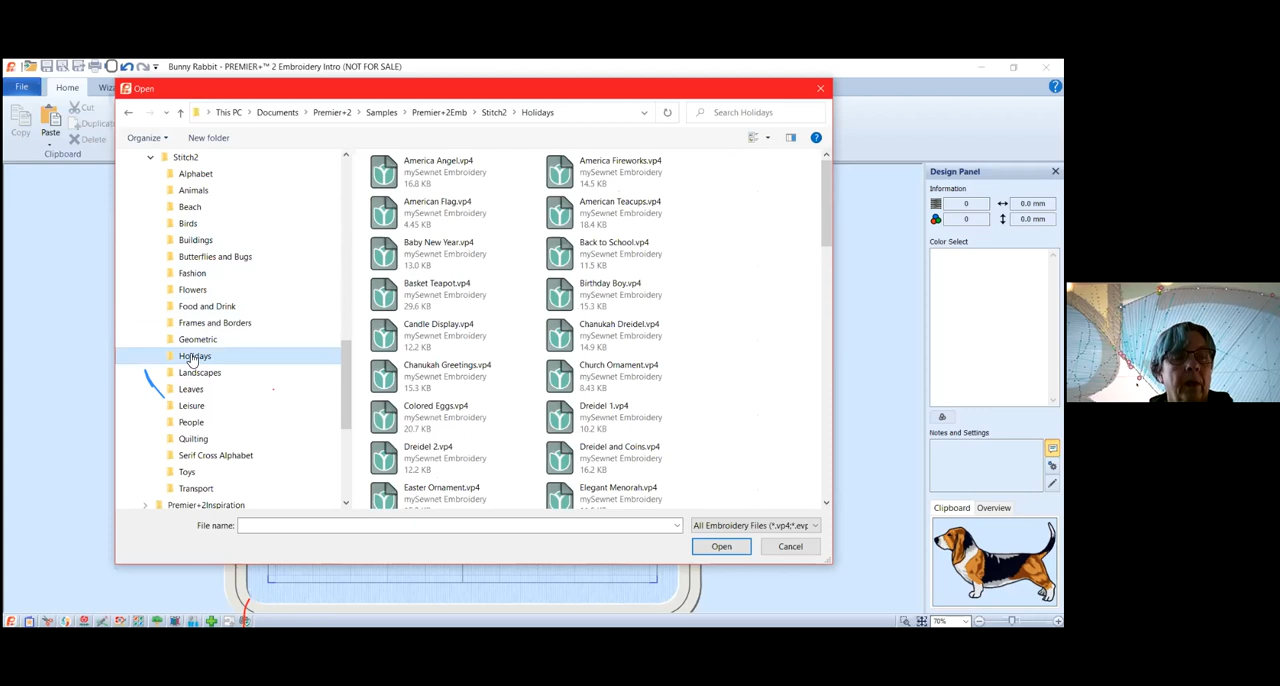 Bunny Rabbit - PREMIER+™ 2 Embroidery Intro (NOT FOR SALE)
File
Home
Copy
Paste
Cut
Delete
Clipboard
Open
This PC > Documents > Premier+2 > Samples > Premier+2Emb > Stitch2 > Holidays
Search Holidays
Organize
New folder
Stitch2
Alphabet
Animals
Beach
Birds
Buildings
Butterflies and Bugs
Fashion
Flowers
Food and Drink
Frames and Borders
Geometric
Holidays
Landscapes
Leaves
Leisure
People
Quilting
Serif Cross Alphabet
Toys
Transport
Premier+2Inspiration
America Angel.vp4
mySewnet Embroidery
16.8 KB
America Fireworks.vp4
mySewnet Embroidery
14.5 KB
American Flag.vp4
mySewnet Embroidery
4.45 KB
American Teacups.vp4
mySewnet Embroidery
18.4 KB
Baby New Year.vp4
mySewnet Embroidery
13.0 KB
Back to School.vp4
mySewnet Embroidery
11.5 KB
Basket Teapot.vp4
mySewnet Embroidery
29.6 KB
Birthday Boy.vp4
mySewnet Embroidery
15.3 KB
Candle Display.vp4
mySewnet Embroidery
12.2 KB
Chanukah Dreidel.vp4
mySewnet Embroidery
14.9 KB
Chanukah Greetings.vp4
mySewnet Embroidery
15.3 KB
Church Ornament.vp4
mySewnet Embroidery
8.43 KB
Colored Eggs.vp4
mySewnet Embroidery
20.7 KB
Dreidel 1.vp4
mySewnet Embroidery
10.2 KB
Dreidel 2.vp4
mySewnet Embroidery
12.2 KB
Dreidel and Coins.vp4
mySewnet Embroidery
16.2 KB
Easter Ornament.vp4
mySewnet Embroidery
Elegant Menorah.vp4
mySewnet Embroidery
File name:
All Embroidery Files (*.vp4;*.evp
Open
Cancel
Design Panel
Information
0
0.0 mm
0
0.0 mm
Color Select
Notes and Settings
Clipboard
Overview
70%